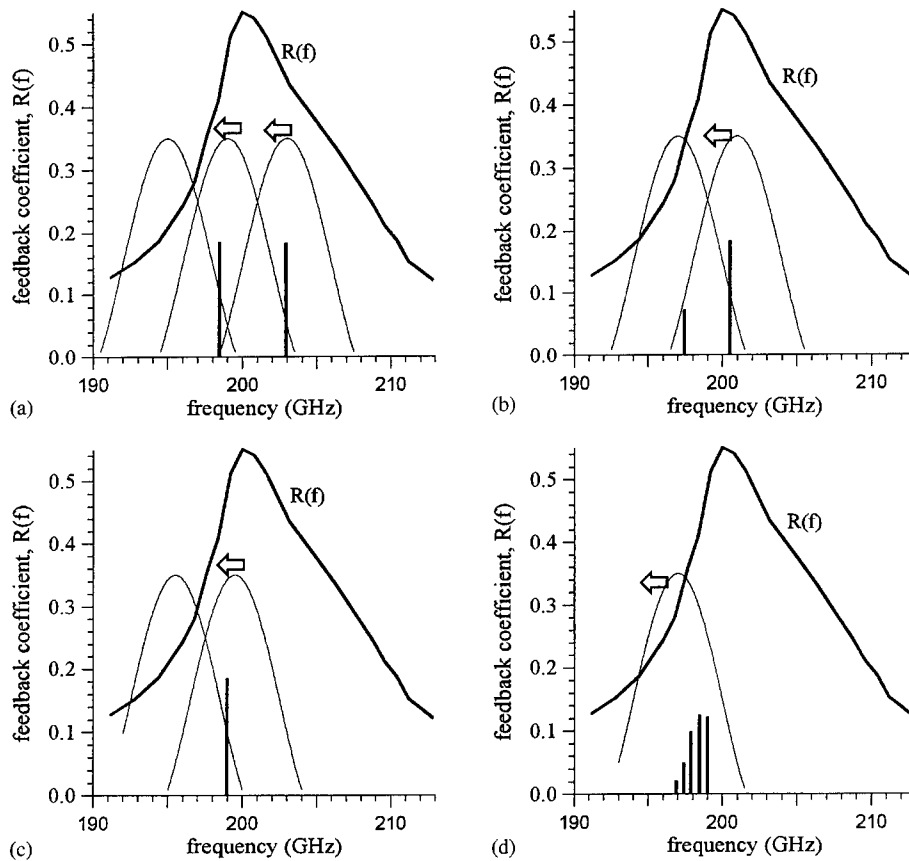 0.5
0.4
0.3
0.2
0.1
0.0
feedback coefficient, R(f)
R(f)
190 200 210
(a) frequency (GHz)
0.5
0.4
0.3
0.2
0.1
0.0
feedback coefficient, R(f)
R(f)
190 200 210
(b) frequency (GHz)
0.5
0.4
0.3
0.2
0.1
0.0
feedback coefficient, R(f)
R(f)
190 200 210
(c) frequency (GHz)
0.5
0.4
0.3
0.2
0.1
0.0
feedback coefficient, R(f)
R(f)
190 200 210
(d) frequency (GHz)